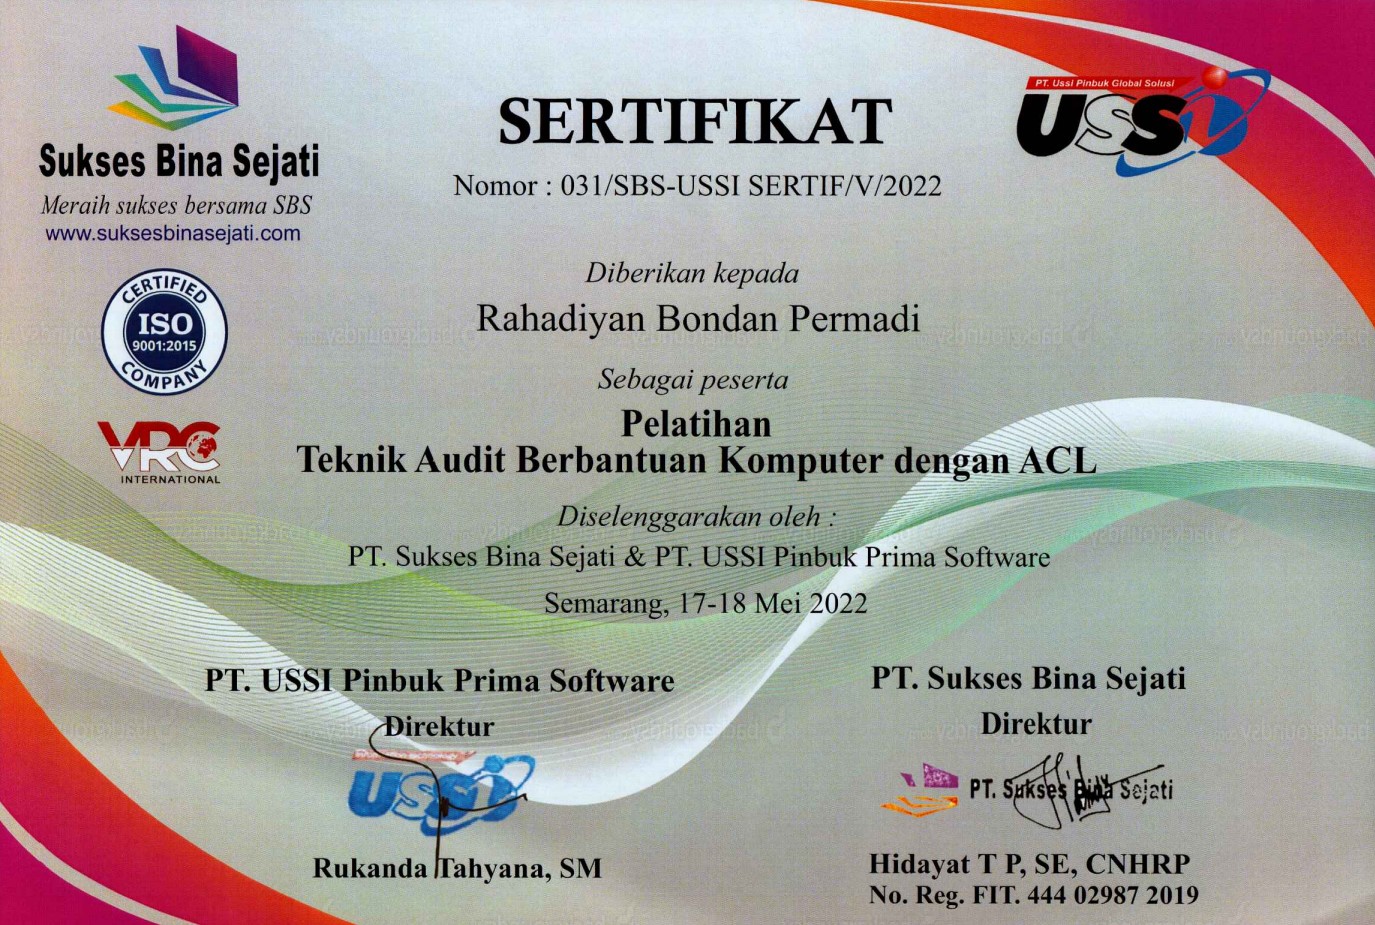 Sukses Bina Sejati
Meraih sukses bersama SBS
www.suksesbinasejati.com
PT. Ussi Pinbuk Global Solusi
USSI
SERTIFIKAT
Nomor : 031/SBS-USSI SERTIF/V/2022
CERTIFIED
ISO
9001:2015
COMPANY
VRC
INTERNATIONAL
Diberikan kepada
Rahadiyan Bondan Permadi
Sebagai peserta
Pelatihan
Teknik Audit Berbantuan Komputer dengan ACL
Diselenggarakan oleh :
PT. Sukses Bina Sejati & PT. USSI Pinbuk Prima Software
Semarang, 17-18 Mei 2022
PT. USSI Pinbuk Prima Software
Direktur
USSI
Rukanda Tahyana, SM
PT. Sukses Bina Sejati
Direktur
PT. Sukses Bina Sejati
Hidayat T P, SE, CNHRP
No. Reg. FIT. 444 02987 2019